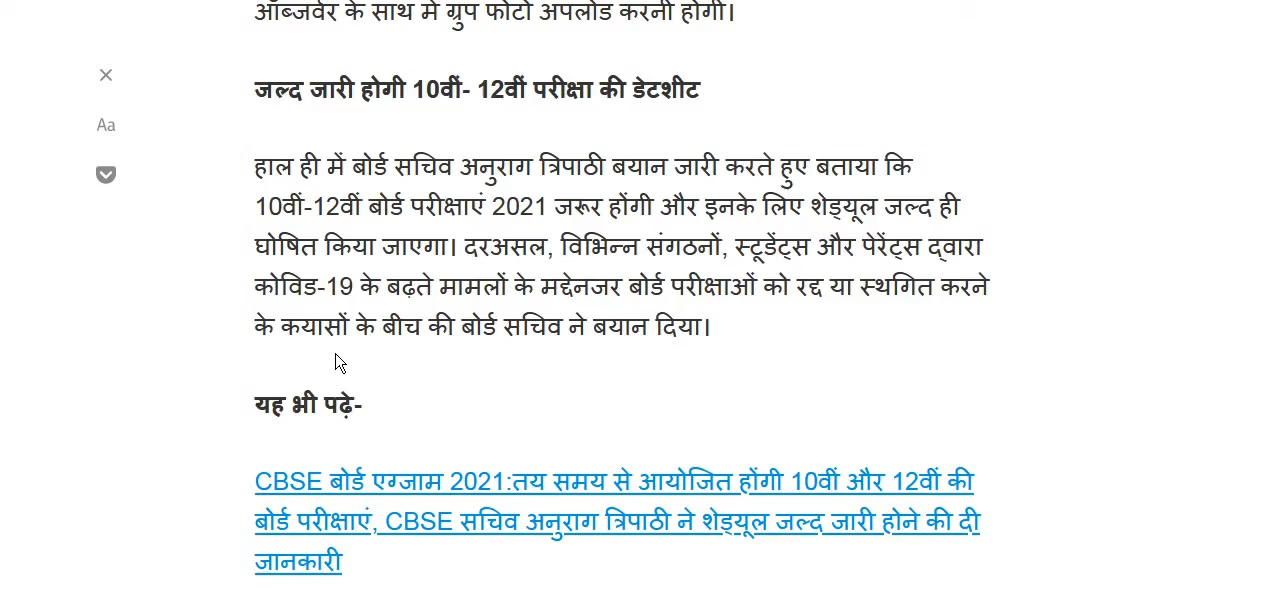 ऑब्जर्वर के साथ में ग्रुप फोटो अपलोड करनी होगी।
जल्द जारी होगी 10वीं- 12वीं परीक्षा की डेटशीट
Aa
हाल ही में बोर्ड सचिव अनुराग त्रिपाठी बयान जारी करते हुए बताया कि
10वीं-12वीं बोर्ड परीक्षाएं 2021 जरूर होंगी और इनके लिए शेड्यूल जल्द ही
घोषित किया जाएगा। दरअसल, विभिन्न संगठनों, स्टूडेंट्स और पेरेंट्स द्वारा
कोविड-19 के बढ़ते मामलों के मद्देनजर बोर्ड परीक्षाओं को रद्द या स्थगित करने
के कयासों के बीच की बोर्ड सचिव ने बयान दिया।
यह भी पढ़े-
CBSE बोर्ड एग्जाम 2021:तय समय से आयोजित होंगी 10वीं और 12वीं की
बोर्ड परीक्षाएं, CBSE सचिव अनुराग त्रिपाठी ने शेड्यूल जल्द जारी होने की दी
जानकारी